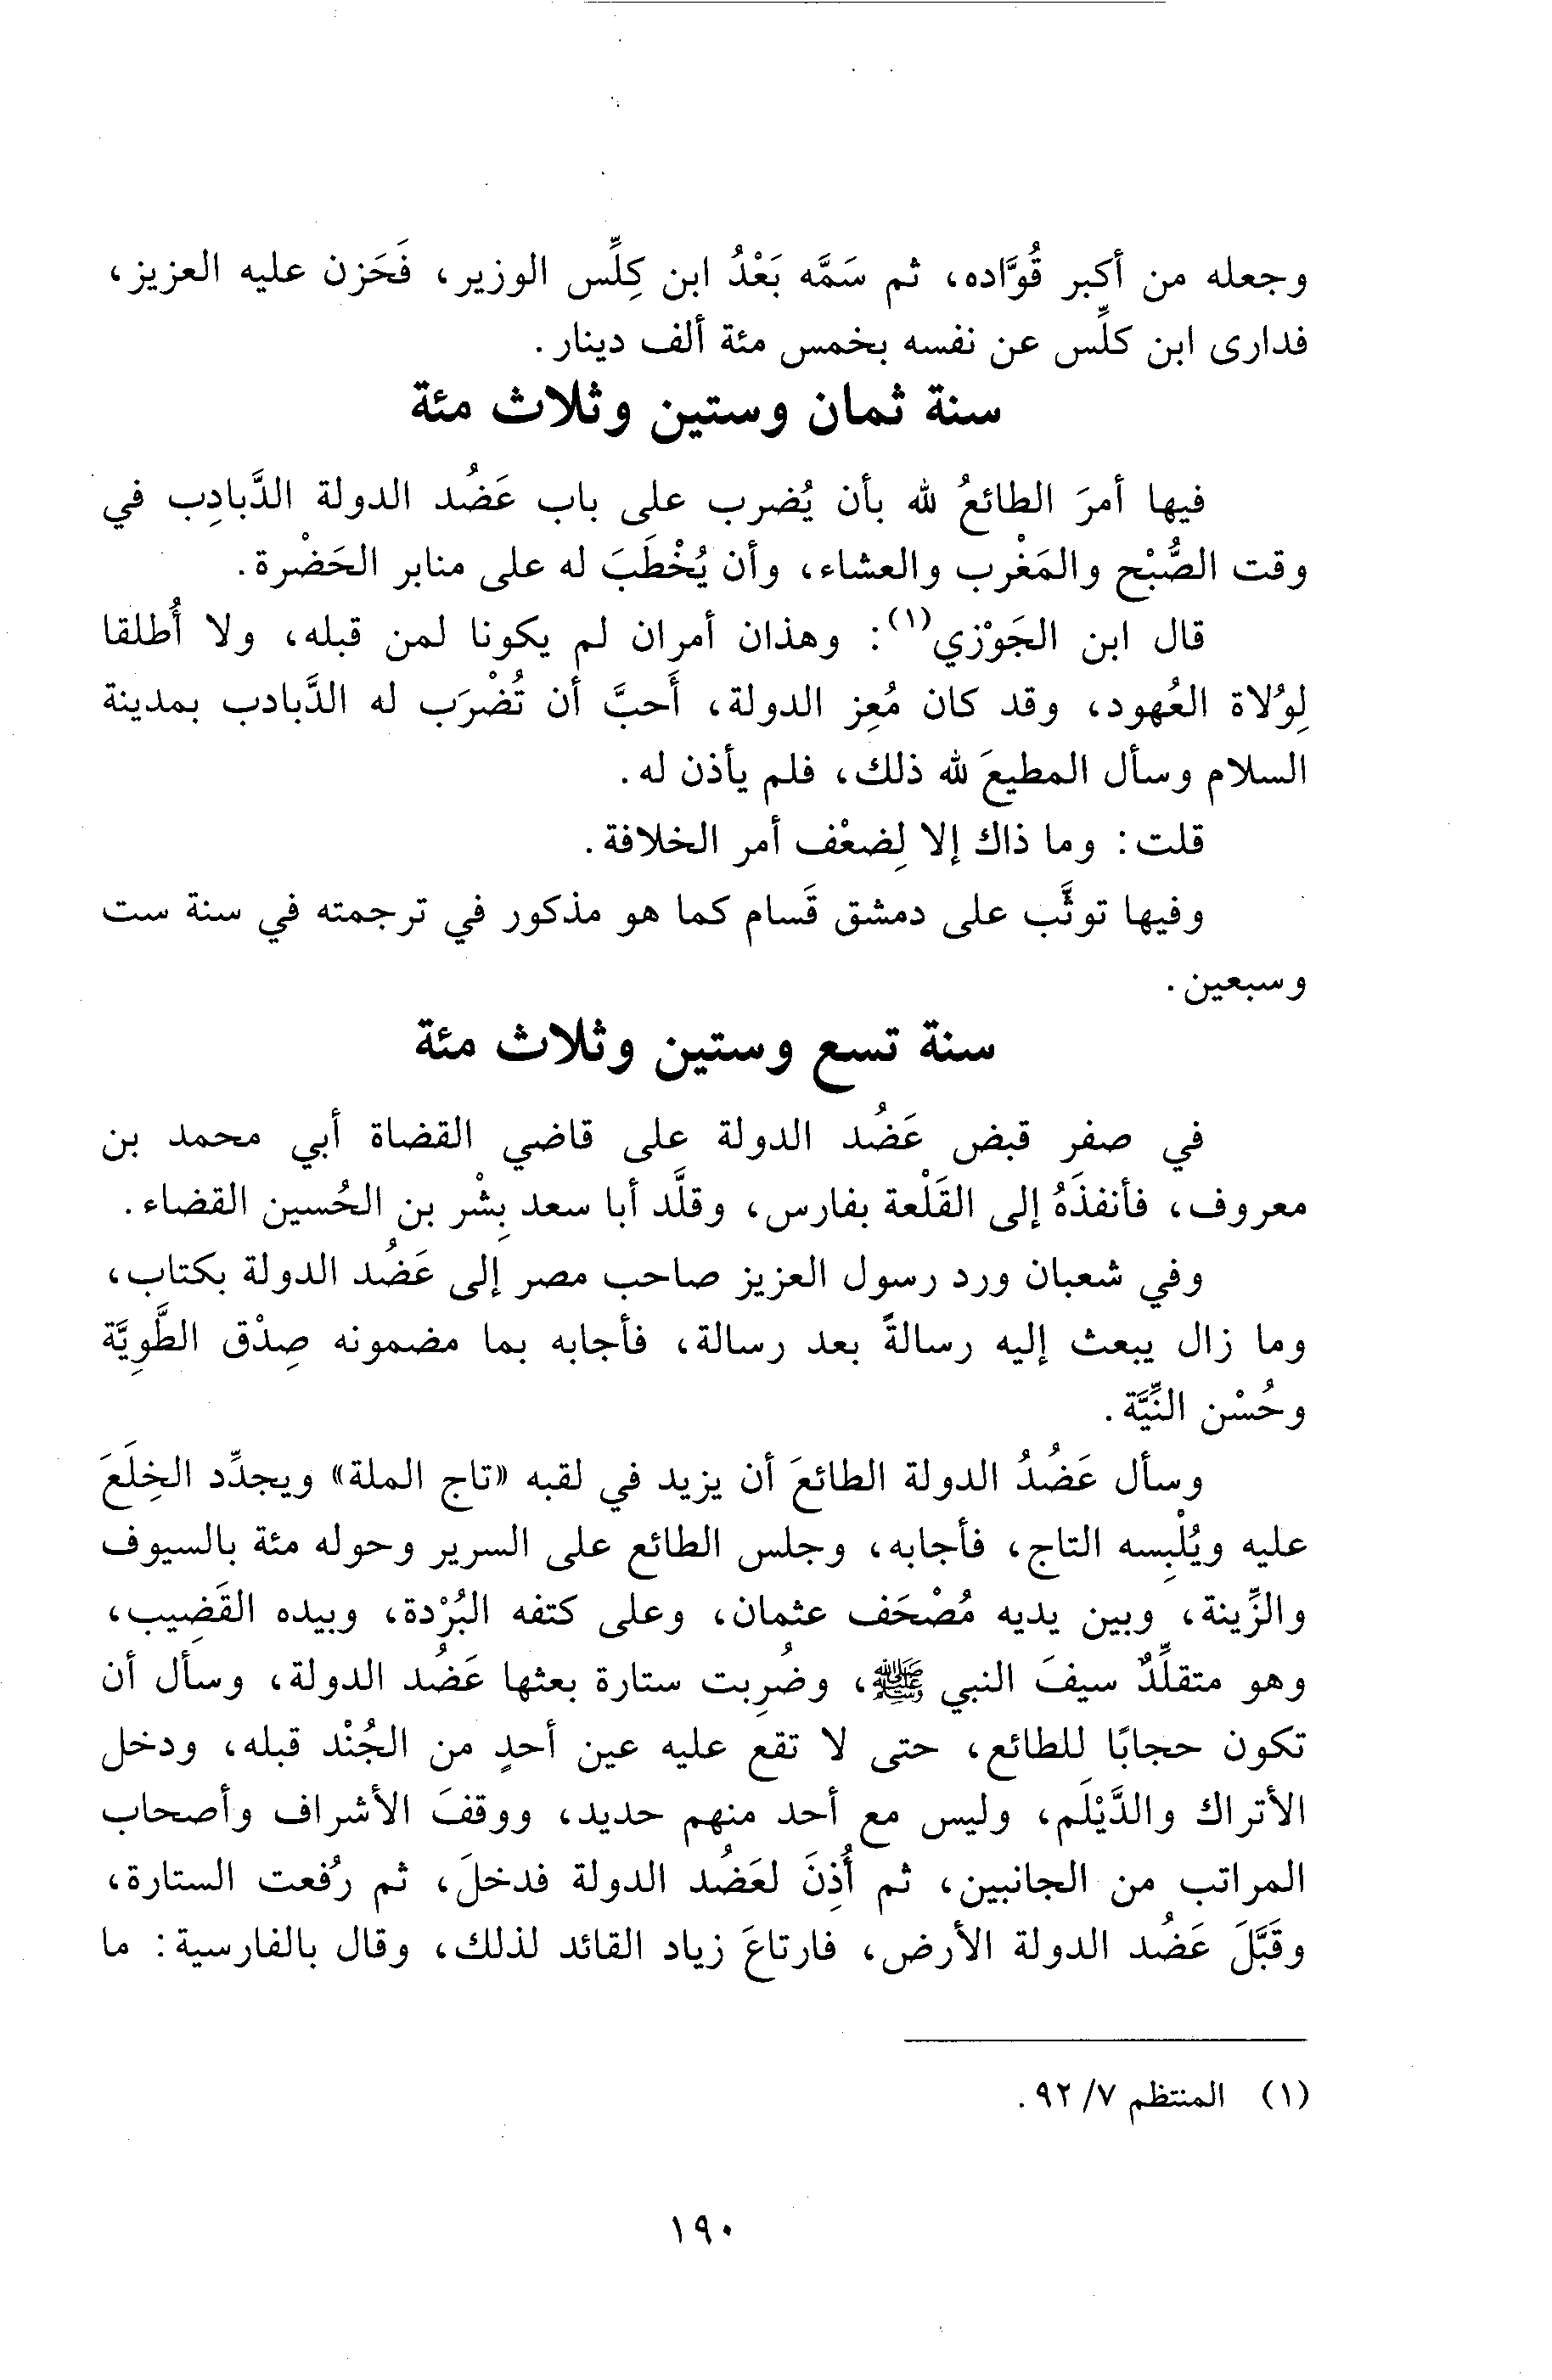 وجعله من أكبر قُوَّاده، ثم سَمَّه بَعْدُ ابن كِلِّس الوزير، فَحَزن عليه العزيز،
فدارى ابن كلِّس عن نفسه بخمس مئة ألف دينار.
سنة ثمان وستين وثلاث مئة
فيها أمرَ الطائعُ لله بأن يُضرب على باب عَضُد الدولة الدَّبادِب في
وقت الصُّبْح والمَغْرب والعشاء، وأن يُخْطَبَ له على منابر الحَضْرة.
قال ابن الجَوْزي(١): وهذان أمران لم يكونا لمن قبله، ولا أُطلقا
لِوُلاة العُهود، وقد كان مُعِز الدولة، أَحبَّ أن تُضْرَب له الدَّبادب بمدينة
السلام وسأل المطيعَ لله ذلك، فلم يأذن له.
قلت: وما ذاك إلا لِضعْف أمر الخلافة.
وفيها توثَّب على دمشق قَسام كما هو مذكور في ترجمته في سنة ست
وسبعين.
سنة تسع وستين وثلاث مئة
في صفر قبض عَضُد الدولة على قاضي القضاة أبي محمد بن
معروف، فأنفذَهُ إلى القَلْعة بفارس، وقلَّد أبا سعد بِشْر بن الحُسين القضاء.
وفي شعبان ورد رسول العزيز صاحب مصر إلى عَضُد الدولة بكتاب،
وما زال يبعث إليه رسالةً بعد رسالة، فأجابه بما مضمونه صِدْق الطَّوِيَّة
وحُسْن النِّيَّة.
وسأل عَضُدُ الدولة الطائعَ أن يزيد في لقبه «تاج الملة» ويجدِّد الخِلَعَ
عليه ويُلْبِسه التاج، فأجابه، وجلس الطائع على السرير وحوله مئة بالسيوف
والزِّينة، وبين يديه مُصْحَف عثمان، وعلى كتفه البُرْدة، وبيده القَضِيب،
وهو متقلِّدٌ سيفَ النبي ﷺ، وضُرِبت ستارة بعثها عَضُد الدولة، وسأل أن
تكون حجابًا للطائع، حتى لا تقع عليه عين أحدٍ من الجُنْد قبله، ودخل
الأتراك والدَّيْلَم، وليس مع أحد منهم حديد، ووقفَ الأشراف وأصحاب
المراتب من الجانبين، ثم أُذِنَ لعَضُد الدولة فدخلَ، ثم رُفعت الستارة،
وقَبَّلَ عَضُد الدولة الأرض، فارتاعَ زياد القائد لذلك، وقال بالفارسية: ما
(١) المنتظم ٧/ ٩٢.
١٩٠